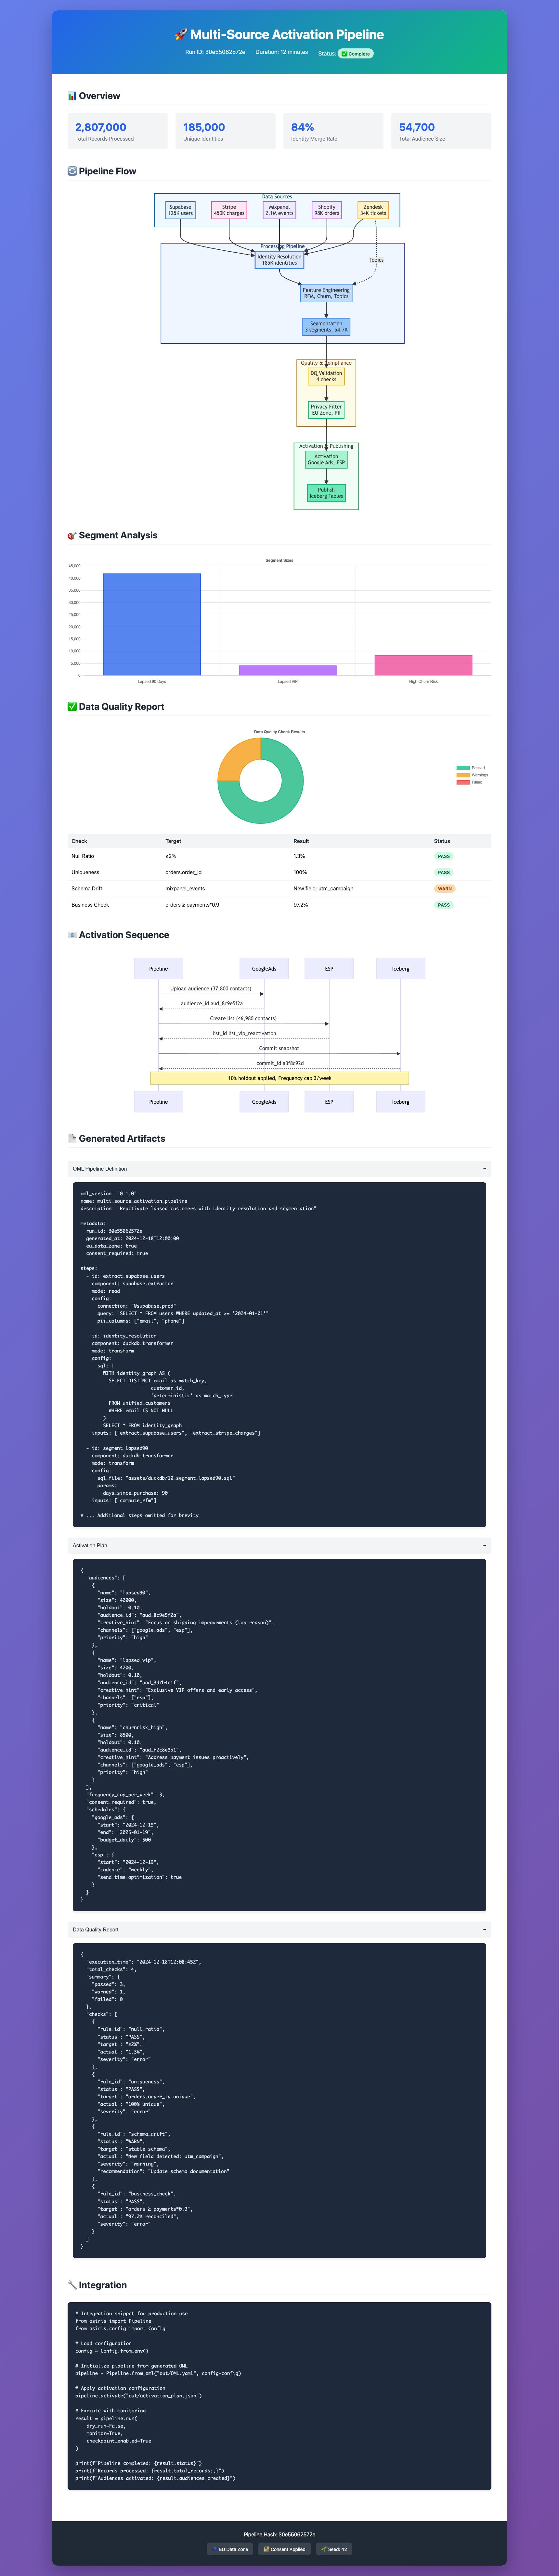 🚀 Multi-Source Activation Pipeline
Run ID: 30e55062572e Duration: 12 minutes Status: ✅ Complete
📊 Overview
2,807,000
Total Records Processed
185,000
Unique Identities
84%
Identity Merge Rate
54,700
Total Audience Size
🔄 Pipeline Flow
Data Sources
Supabase
125K users
Stripe
450K charges
Mixpanel
2.1M events
Shopify
98K orders
Zendesk
34K tickets
Processing Pipeline
Identity Resolution
185K identities
Topics
Feature Engineering
RFM, Churn, Topics
Segmentation
3 segments, 54.7K
Quality & Compliance
DQ Validation
4 checks
Privacy Filter
EU Zone, PII
Activation & Publishing
Activation
Google Ads, ESP
Publish
Iceberg Tables
🎯 Segment Analysis
Segment Sizes
45,000
40,000
35,000
30,000
25,000
20,000
15,000
10,000
5,000
0
Lapsed 90 Days
Lapsed VIP
High Churn Risk
✅ Data Quality Report
Data Quality Check Results
Passed
Warnings
Failed
Check Target Result Status
Null Ratio ≤2% 1.3% PASS
Uniqueness orders.order_id 100% PASS
Schema Drift mixpanel_events New field: utm_campaign WARN
Business Check orders ≥ payments*0.9 97.2% PASS
📧 Activation Sequence
Pipeline GoogleAds ESP Iceberg
Upload audience (37,800 contacts)
audience_id aud_8c9e5f2a
Create list (46,980 contacts)
list_id list_vip_reactivation
Commit snapshot
commit_id a3f8c92d
10% holdout applied, Frequency cap 3/week
Pipeline GoogleAds ESP Iceberg
📄 Generated Artifacts
OML Pipeline Definition −
oml_version: "0.1.0"
name: multi_source_activation_pipeline
description: "Reactivate lapsed customers with identity resolution and segmentation"
metadata:
run_id: 30e55062572e
generated_at: 2024-12-18T12:00:00
eu_data_zone: true
consent_required: true
steps:
- id: extract_supabase_users
component: supabase.extractor
mode: read
config:
connection: "@supabase.prod"
query: "SELECT * FROM users WHERE updated_at >= '2024-01-01'"
pii_columns: ["email", "phone"]
- id: identity_resolution
component: duckdb.transformer
mode: transform
config:
sql: |
WITH identity_graph AS (
SELECT DISTINCT email as match_key,
customer_id,
'deterministic' as match_type
FROM unified_customers
WHERE email IS NOT NULL
)
SELECT * FROM identity_graph
inputs: ["extract_supabase_users", "extract_stripe_charges"]
- id: segment_lapsed90
component: duckdb.transformer
mode: transform
config:
sql_file: "assets/duckdb/10_segment_lapsed90.sql"
params:
days_since_purchase: 90
inputs: ["compute_rfm"]
# ... Additional steps omitted for brevity
Activation Plan −
{
"audiences": [
{
"name": "lapsed90",
"size": 42000,
"holdout": 0.10,
"audience_id": "aud_8c9e5f2a",
"creative_hint": "Focus on shipping improvements (top reason)",
"channels": ["google_ads", "esp"],
"priority": "high"
},
{
"name": "lapsed_vip",
"size": 4200,
"holdout": 0.10,
"audience_id": "aud_3d7b4e1f",
"creative_hint": "Exclusive VIP offers and early access",
"channels": ["esp"],
"priority": "critical"
},
{
"name": "churnrisk_high",
"size": 8500,
"holdout": 0.10,
"audience_id": "aud_f2c8e9a1",
"creative_hint": "Address payment issues proactively",
"channels": ["google_ads", "esp"],
"priority": "high"
}
],
"frequency_cap_per_week": 3,
"consent_required": true,
"schedules": {
"google_ads": {
"start": "2024-12-19",
"end": "2025-01-19",
"budget_daily": 500
},
"esp": {
"start": "2024-12-19",
"cadence": "weekly",
"send_time_optimization": true
}
}
}
Data Quality Report −
{
"execution_time": "2024-12-18T12:08:45Z",
"total_checks": 4,
"summary": {
"passed": 3,
"warned": 1,
"failed": 0
},
"checks": [
{
"rule_id": "null_ratio",
"status": "PASS",
"target": "≤2%",
"actual": "1.3%",
"severity": "error"
},
{
"rule_id": "uniqueness",
"status": "PASS",
"target": "orders.order_id unique",
"actual": "100% unique",
"severity": "error"
},
{
"rule_id": "schema_drift",
"status": "WARN",
"target": "stable schema",
"actual": "New field detected: utm_campaign",
"severity": "warning",
"recommendation": "Update schema documentation"
},
{
"rule_id": "business_check",
"status": "PASS",
"target": "orders ≥ payments*0.9",
"actual": "97.2% reconciled",
"severity": "error"
}
]
}
🔧 Integration
# Integration snippet for production use
from osiris import Pipeline
from osiris.config import Config
# Load configuration
config = Config.from_env()
# Initialize pipeline from generated OML
pipeline = Pipeline.from_oml("out/OML.yaml", config=config)
# Apply activation configuration
pipeline.activate("out/activation_plan.json")
# Execute with monitoring
result = pipeline.run(
dry_run=False,
monitor=True,
checkpoint_enabled=True
)
print(f"Pipeline completed: {result.status}")
print(f"Records processed: {result.total_records:,}")
print(f"Audiences activated: {result.audiences_created}")
Pipeline Hash: 30e55062572e
EU Data Zone
Consent Applied
🌱 Seed: 42